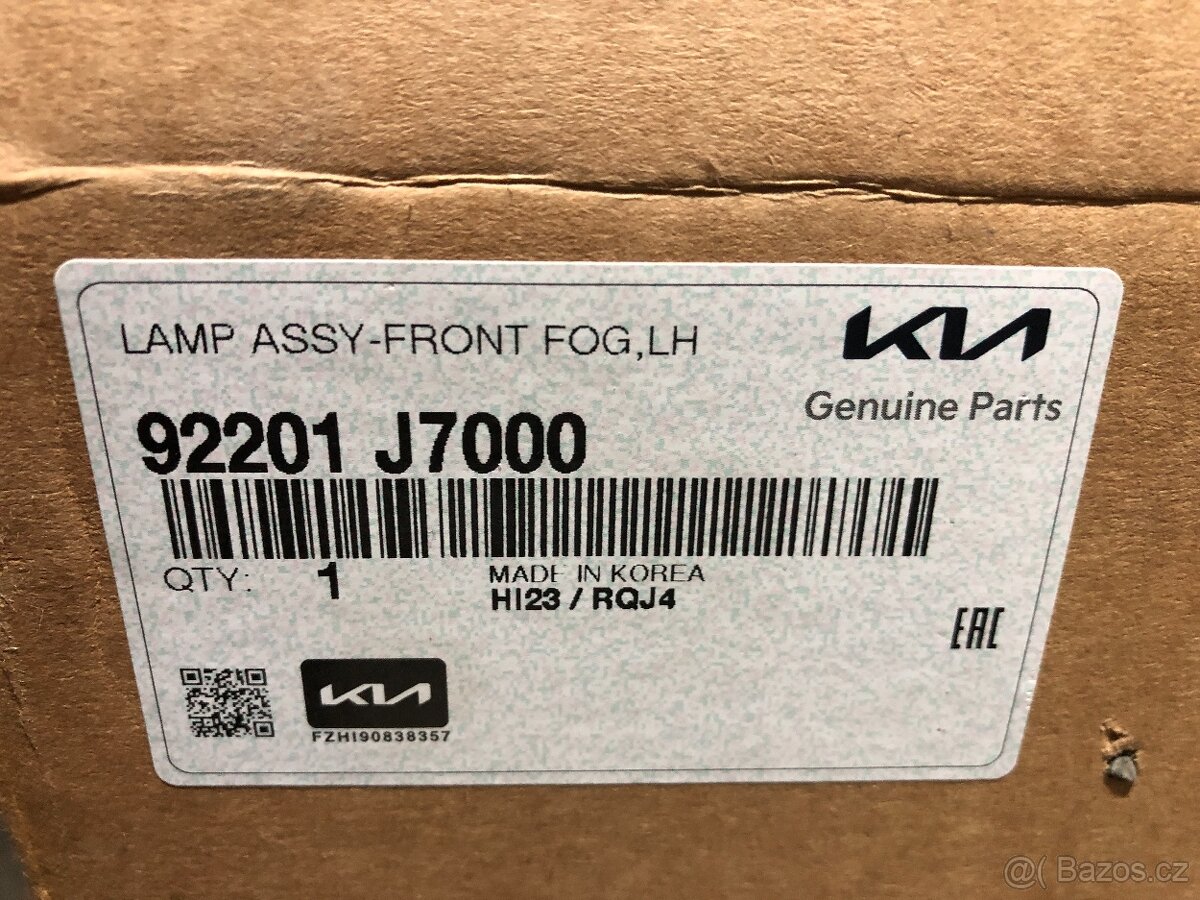 LAMP ASSY-FRONT FOG,LH
KIA
Genuine Parts
92201 J7000
QTY: 1
MADE IN KOREA
HI23 / RQJ4
EAC
KIA
FZHI90838357
@( Bazos.cz